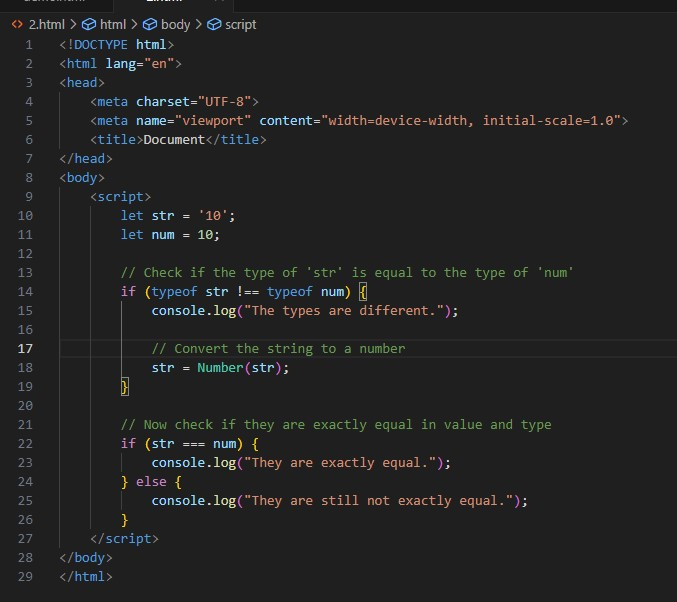 2.html > html > body > script
1 <!DOCTYPE html>
2 <html lang="en">
3 <head>
4     <meta charset="UTF-8">
5     <meta name="viewport" content="width=device-width, initial-scale=1.0">
6     <title>Document</title>
7 </head>
8 <body>
9     <script>
10         let str = '10';
11         let num = 10;
12
13         // Check if the type of 'str' is equal to the type of 'num'
14         if (typeof str !== typeof num) {
15             console.log("The types are different.");
16
17             // Convert the string to a number
18             str = Number(str);
19         }
20
21         // Now check if they are exactly equal in value and type
22         if (str === num) {
23             console.log("They are exactly equal.");
24         } else {
25             console.log("They are still not exactly equal.");
26         }
27     </script>
28 </body>
29 </html>